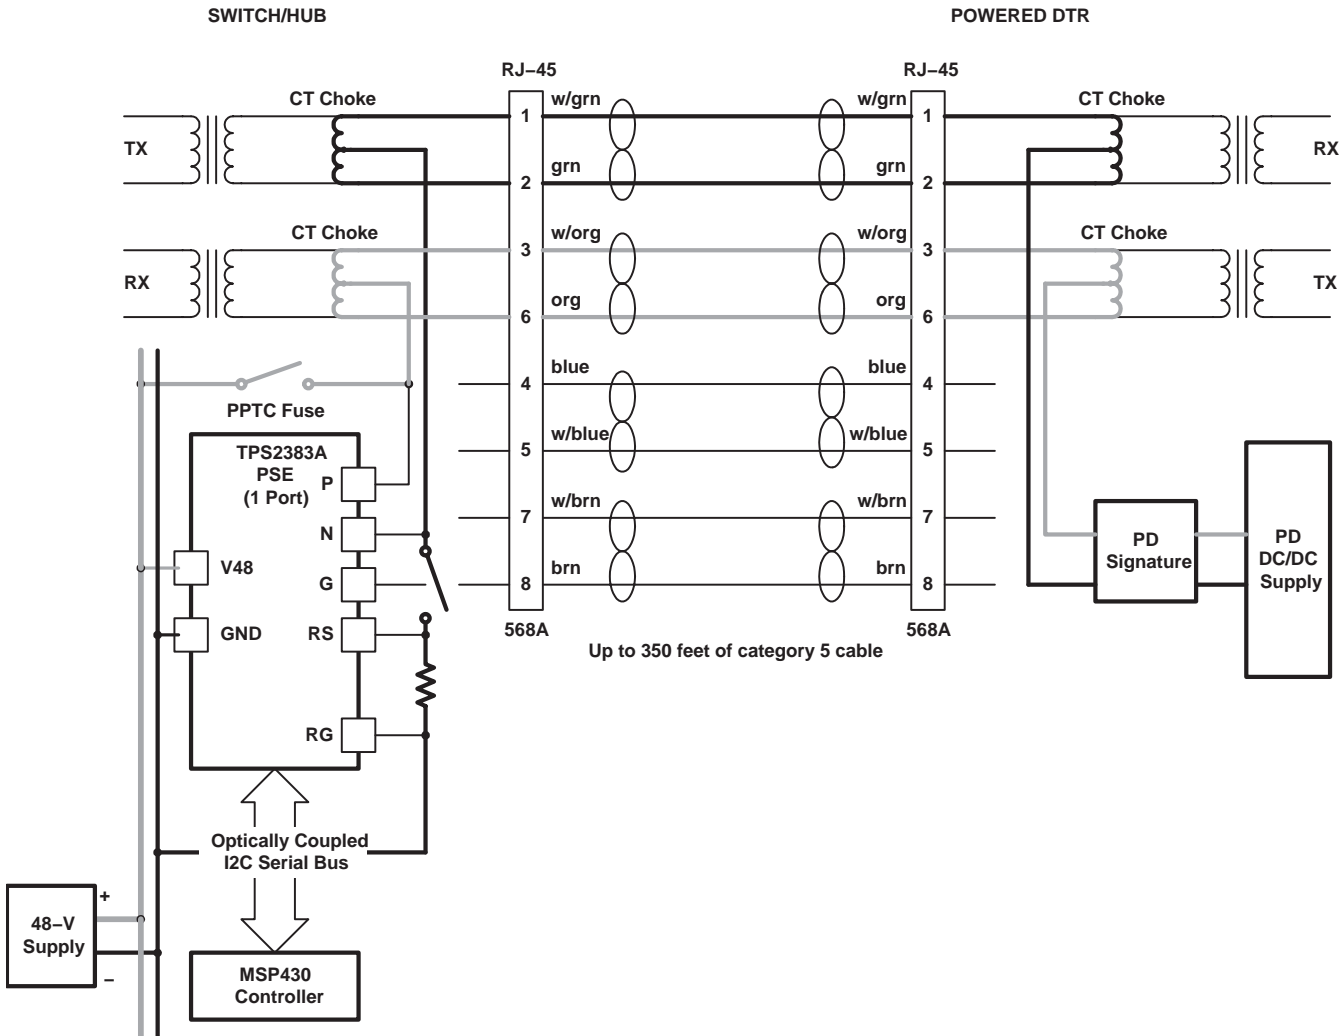 SWITCH/HUB
POWERED DTR
RJ−45
RJ−45
CT Choke
w/grn
w/grn
CT Choke
1
1
TX
RX
grn
grn
2
2
CT Choke
w/org
w/org
CT Choke
3
3
RX
TX
org
org
6
6
blue
blue
4
4
PPTC Fuse
w/blue
w/blue
5
5
TPS2383A
PSE
(1 Port)
P
w/brn
w/brn
7
7
N
PD
Signature
PD
DC/DC
Supply
V48
G
brn
brn
8
8
GND
RS
568A
568A
Up to 350 feet of category 5 cable
RG
Optically Coupled
I2C Serial Bus
+
48−V
Supply
−
MSP430
Controller